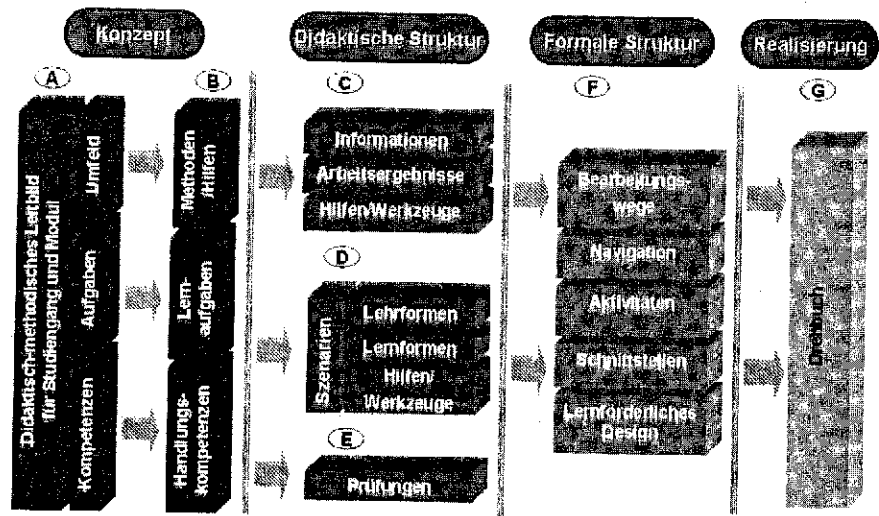 Konzept
Didaktische Struktur
Formale Struktur
Realisierung
A
Didaktisch-methodisches Leitbild
für Studiengang und Modul
Umfeld
Aufgaben
Kompetenzen
B
Methoden
/Hilfen
Lern-
aufgaben
Handlungs-
kompetenzen
C
Informationen
Arbeitsergebnisse
Hilfen/Werkzeuge
D
Szenarien
Lehrformen
Lernformen
Hilfen/
Werkzeuge
E
Prüfungen
F
Bearbeitungs-
wege
Navigation
Aktivitäten
Schnittstellen
Lernförderliches
Design
G
Drehbuch